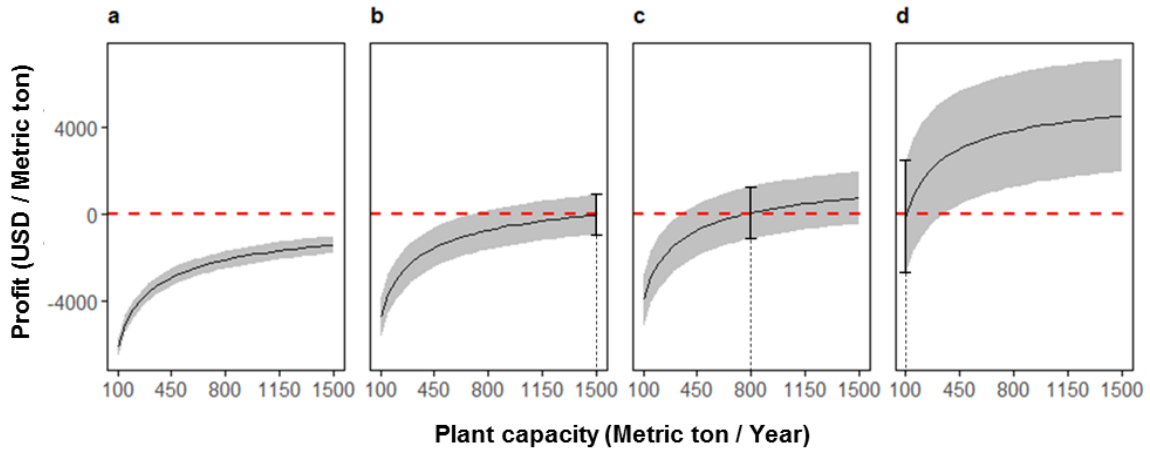 a b c d
Profit (USD / Metric ton)
4000
0
-4000
100 450 800 1150 1500 100 450 800 1150 1500 100 450 800 1150 1500 100 450 800 1150 1500
Plant capacity (Metric ton / Year)